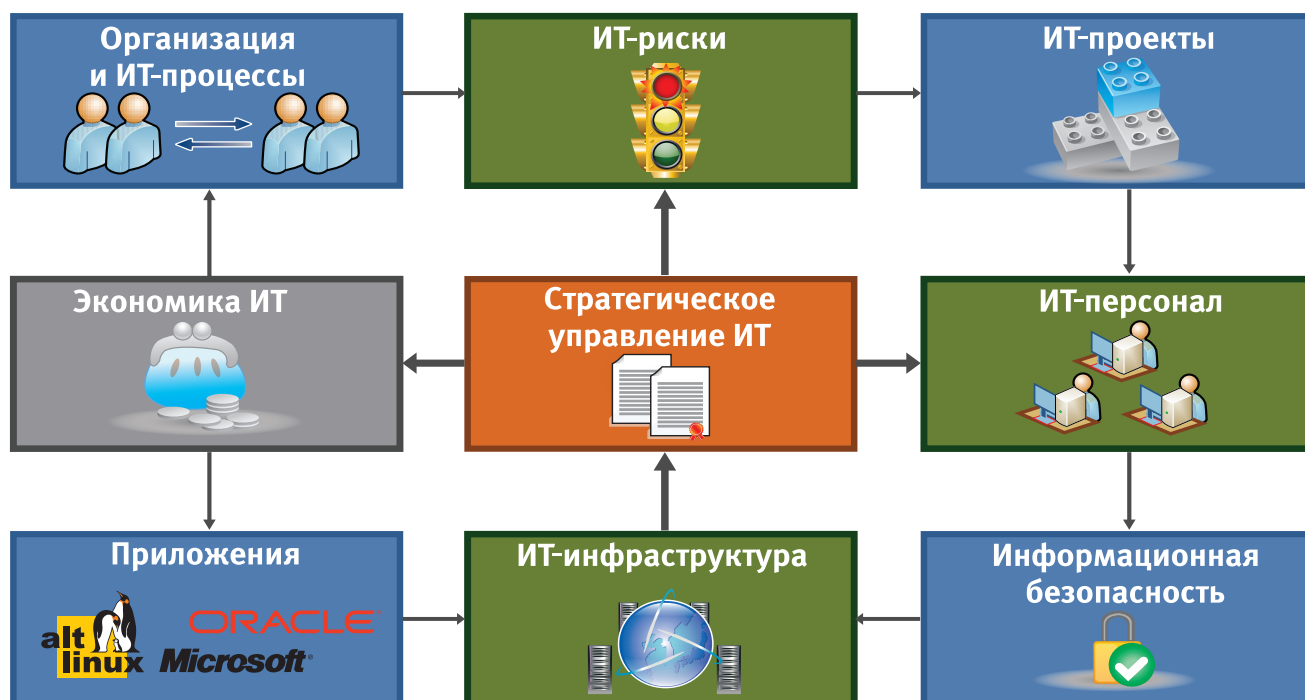 Организация
и ИТ-процессы
ИТ-риски
ИТ-проекты
Экономика ИТ
Стратегическое
управление ИТ
ИТ-персонал
Приложения
ORACLE
alt
linux
Microsoft
ИТ-инфраструктура
Информационная
безопасность